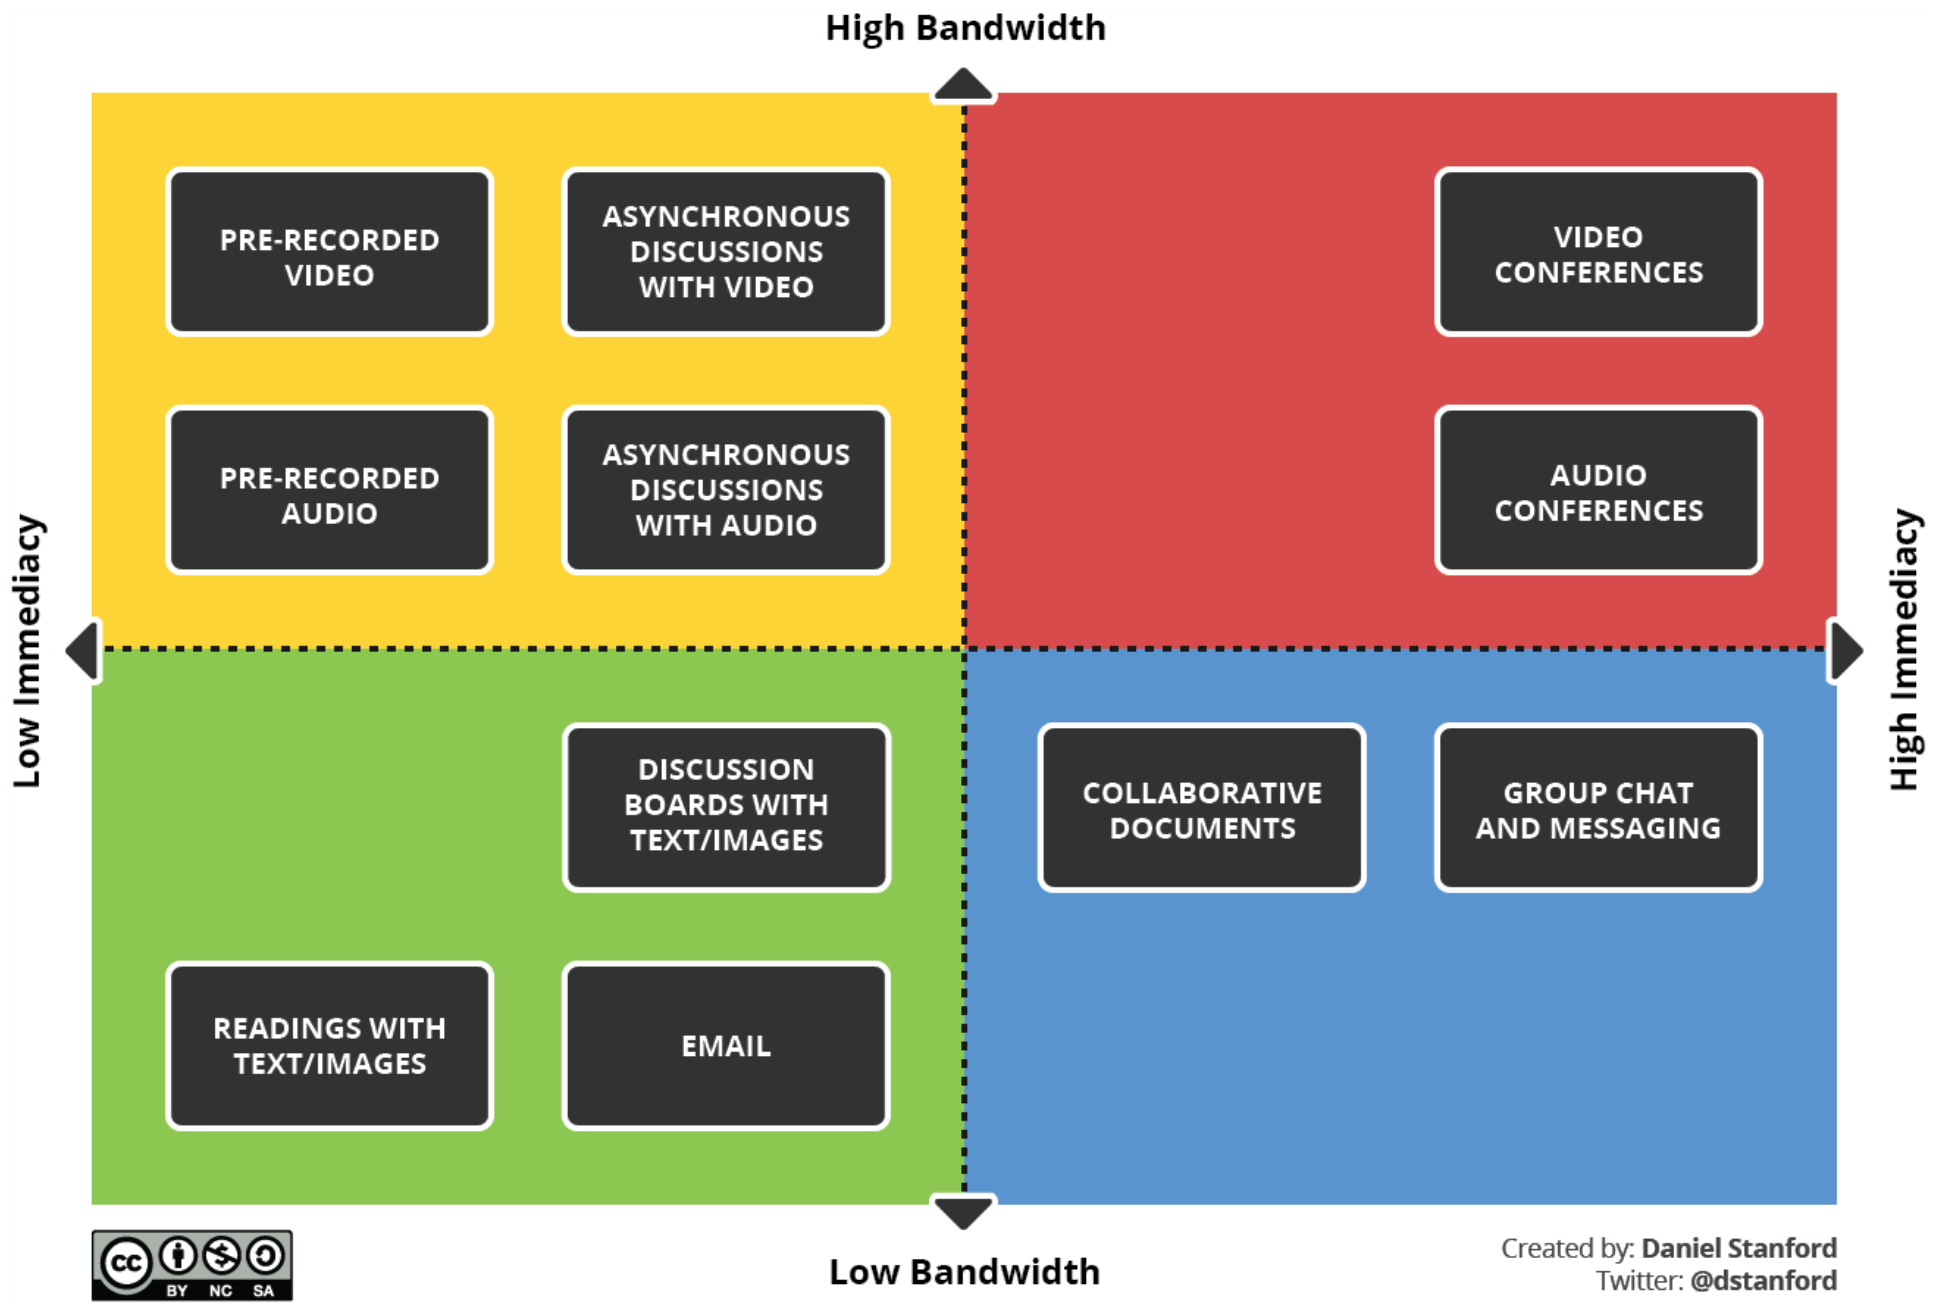 High Bandwidth
PRE-RECORDED
VIDEO
ASYNCHRONOUS
DISCUSSIONS
WITH VIDEO
VIDEO
CONFERENCES
PRE-RECORDED
AUDIO
ASYNCHRONOUS
DISCUSSIONS
WITH AUDIO
AUDIO
CONFERENCES
Low Immediacy
High Immediacy
DISCUSSION
BOARDS WITH
TEXT/IMAGES
COLLABORATIVE
DOCUMENTS
GROUP CHAT
AND MESSAGING
READINGS WITH
TEXT/IMAGES
EMAIL
Low Bandwidth
cc
BY NC SA
Created by: Daniel Stanford
Twitter: @dstanford